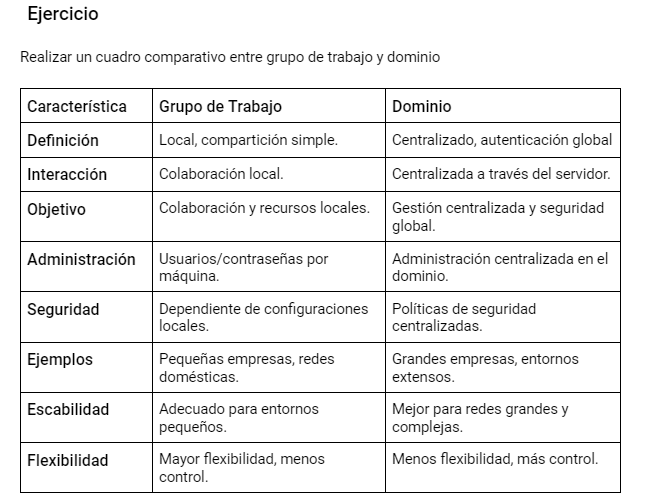 Ejercicio
Realizar un cuadro comparativo entre grupo de trabajo y dominio
Característica Grupo de Trabajo Dominio
Definición Local, compartición simple. Centralizado, autenticación global
Interacción Colaboración local. Centralizada a través del servidor.
Objetivo Colaboración y recursos locales. Gestión centralizada y seguridad
global.
Administración Usuarios/contraseñas por Administración centralizada en el
máquina. dominio.
Seguridad Dependiente de configuraciones Políticas de seguridad
locales. centralizadas.
Ejemplos Pequeñas empresas, redes Grandes empresas, entornos
domésticas. extensos.
Escabilidad Adecuado para entornos Mejor para redes grandes y
pequeños. complejas.
Flexibilidad Mayor flexibilidad, menos Menos flexibilidad, más control.
control.